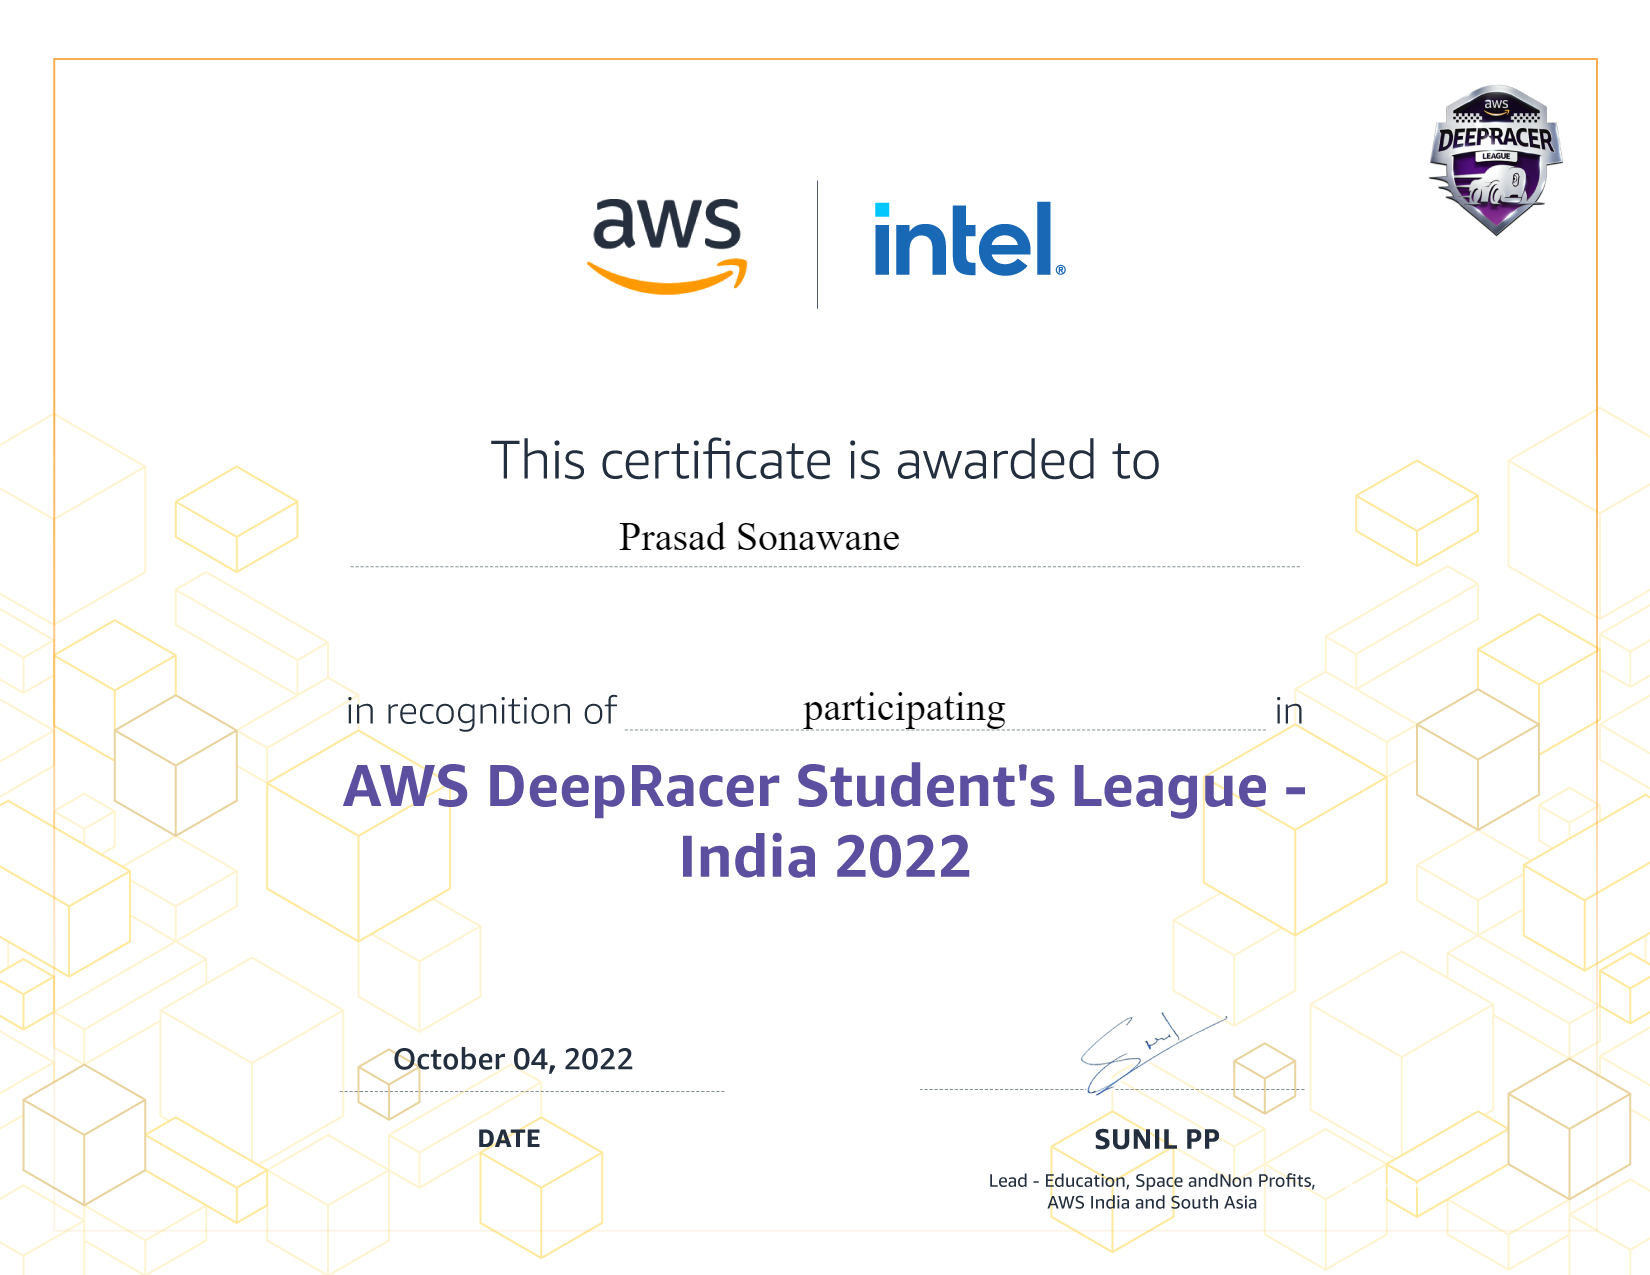 aws
DEEPRACER
LEAGUE
aws
intel®
This certificate is awarded to
Prasad Sonawane
in recognition of participating in
AWS DeepRacer Student's League -
India 2022
October 04, 2022
DATE
SUNIL PP
Lead - Education, Space andNon Profits,
AWS India and South Asia